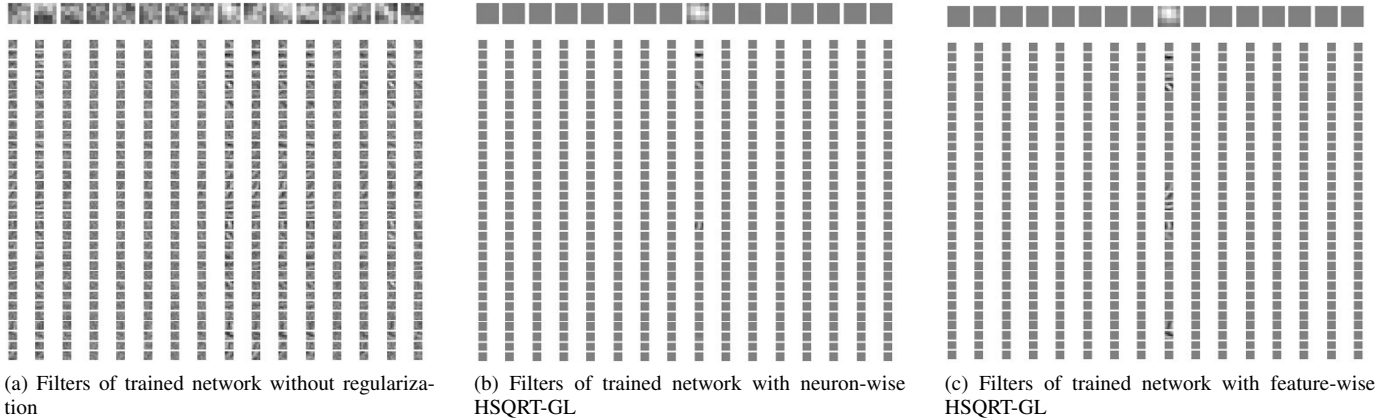 (a) Filters of trained network without regulariza-
tion
(b) Filters of trained network with neuron-wise
HSQRT-GL
(c) Filters of trained network with feature-wise
HSQRT-GL